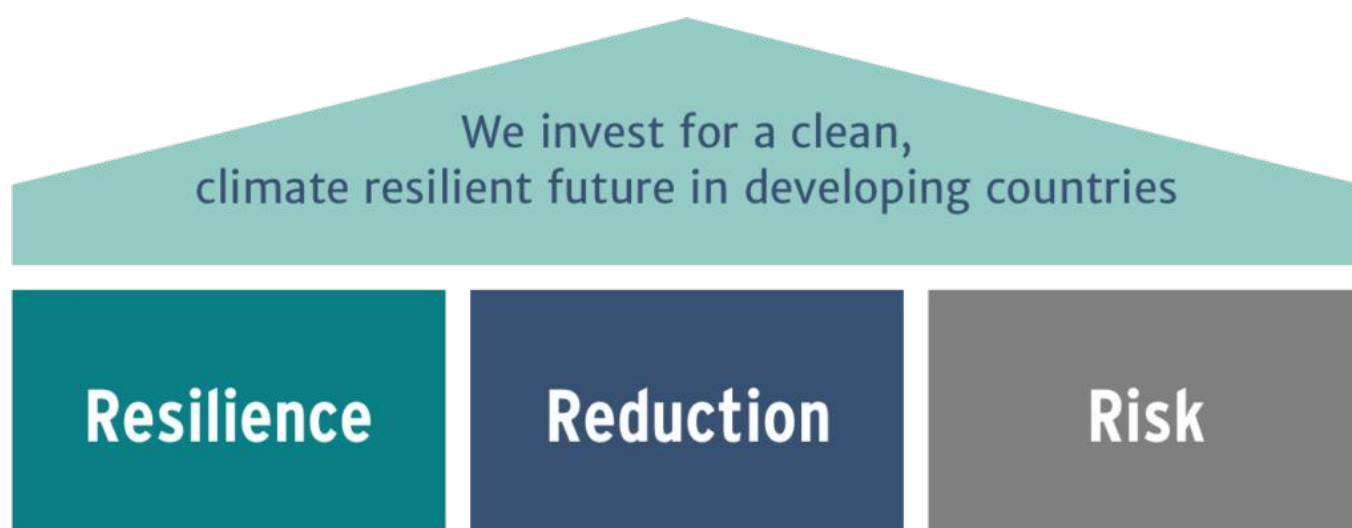 We invest for a clean,
climate resilient future in developing countries
Resilience
Reduction
Risk